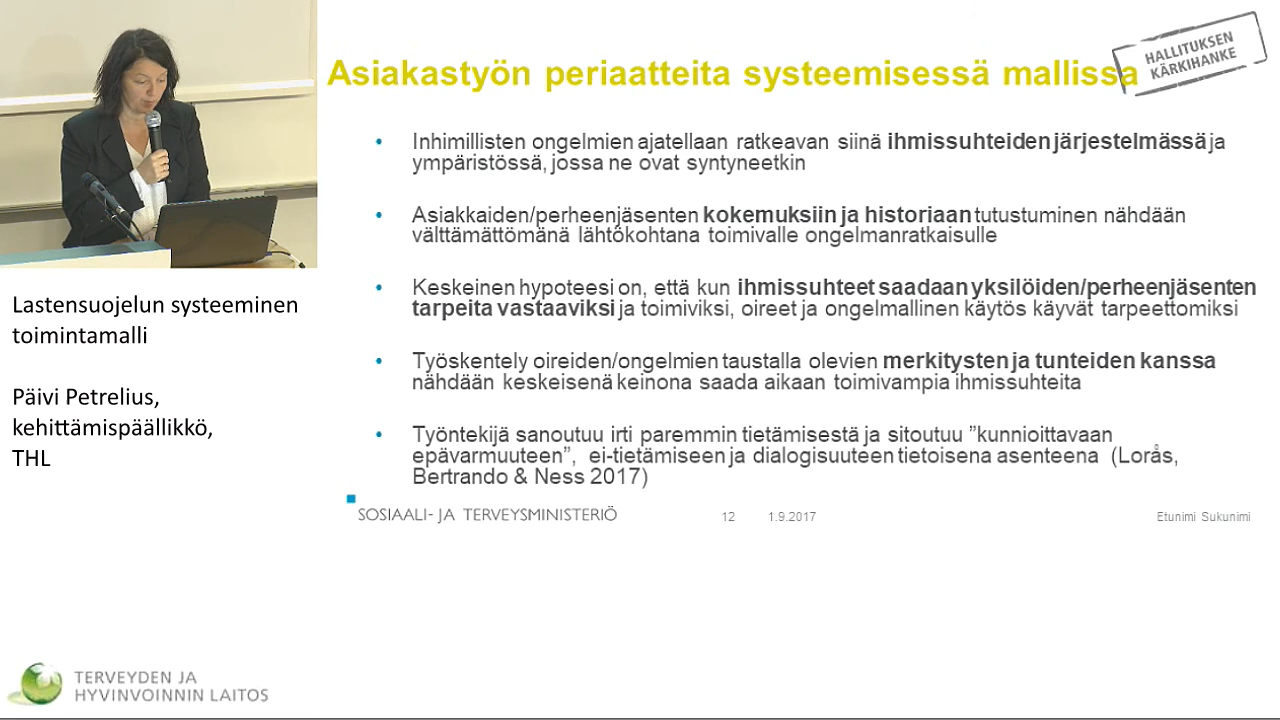 Asiakastyön periaatteita systeemisessä mallissa
HALLITUKSEN
KÄRKIHANKE
• Inhimillisten ongelmien ajatellaan ratkeavan siinä ihmissuhteiden järjestelmässä ja
ympäristössä, jossa ne ovat syntyneetkin
• Asiakkaiden/perheenjäsenten kokemuksiin ja historiaan tutustuminen nähdään
välttämättömänä lähtökohtana toimivalle ongelmanratkaisulle
• Keskeinen hypoteesi on, että kun ihmissuhteet saadaan yksilöiden/perheenjäsenten
tarpeita vastaaviksi ja toimiviksi, oireet ja ongelmallinen käytös käyvät tarpeettomiksi
• Työskentely oireiden/ongelmien taustalla olevien merkitysten ja tunteiden kanssa
nähdään keskeisenä keinona saada aikaan toimivampia ihmissuhteita
• Työntekijä sanoutuu irti paremmin tietämisestä ja sitoutuu ”kunnioittavaan
epävarmuuteen”, ei-tietämiseen ja dialogisuuteen tietoisena asenteena (Lorås,
Bertrando & Ness 2017)
SOSIAALI- JA TERVEYSMINISTERIÖ 12 1.9.2017 Etunimi Sukunimi
Lastensuojelun systeeminen
toimintamalli
Päivi Petrelius,
kehittämispäällikkö,
THL
TERVEYDEN JA
HYVINVOINNIN LAITOS